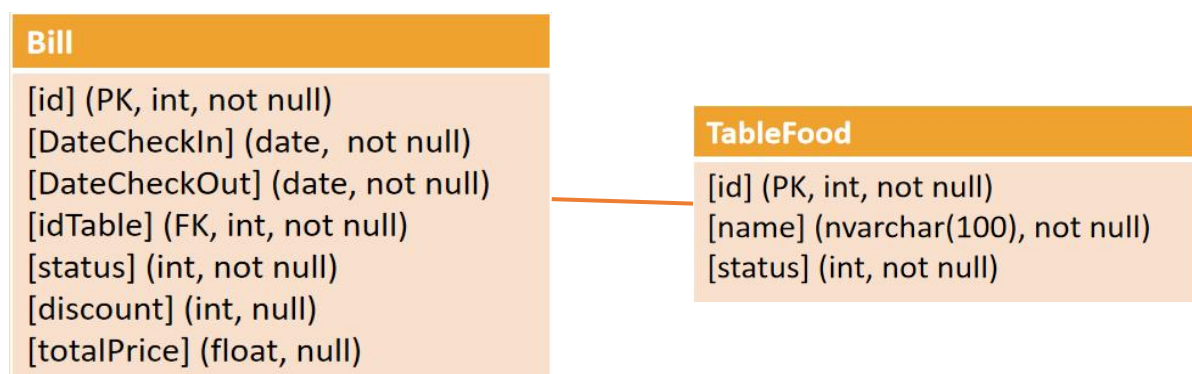 Bill
[id] (PK, int, not null)
[DateCheckIn] (date, not null)
[DateCheckOut] (date, not null)
[idTable] (FK, int, not null)
[status] (int, not null)
[discount] (int, null)
[totalPrice] (float, null)
TableFood
[id] (PK, int, not null)
[name] (nvarchar(100), not null)
[status] (int, not null)